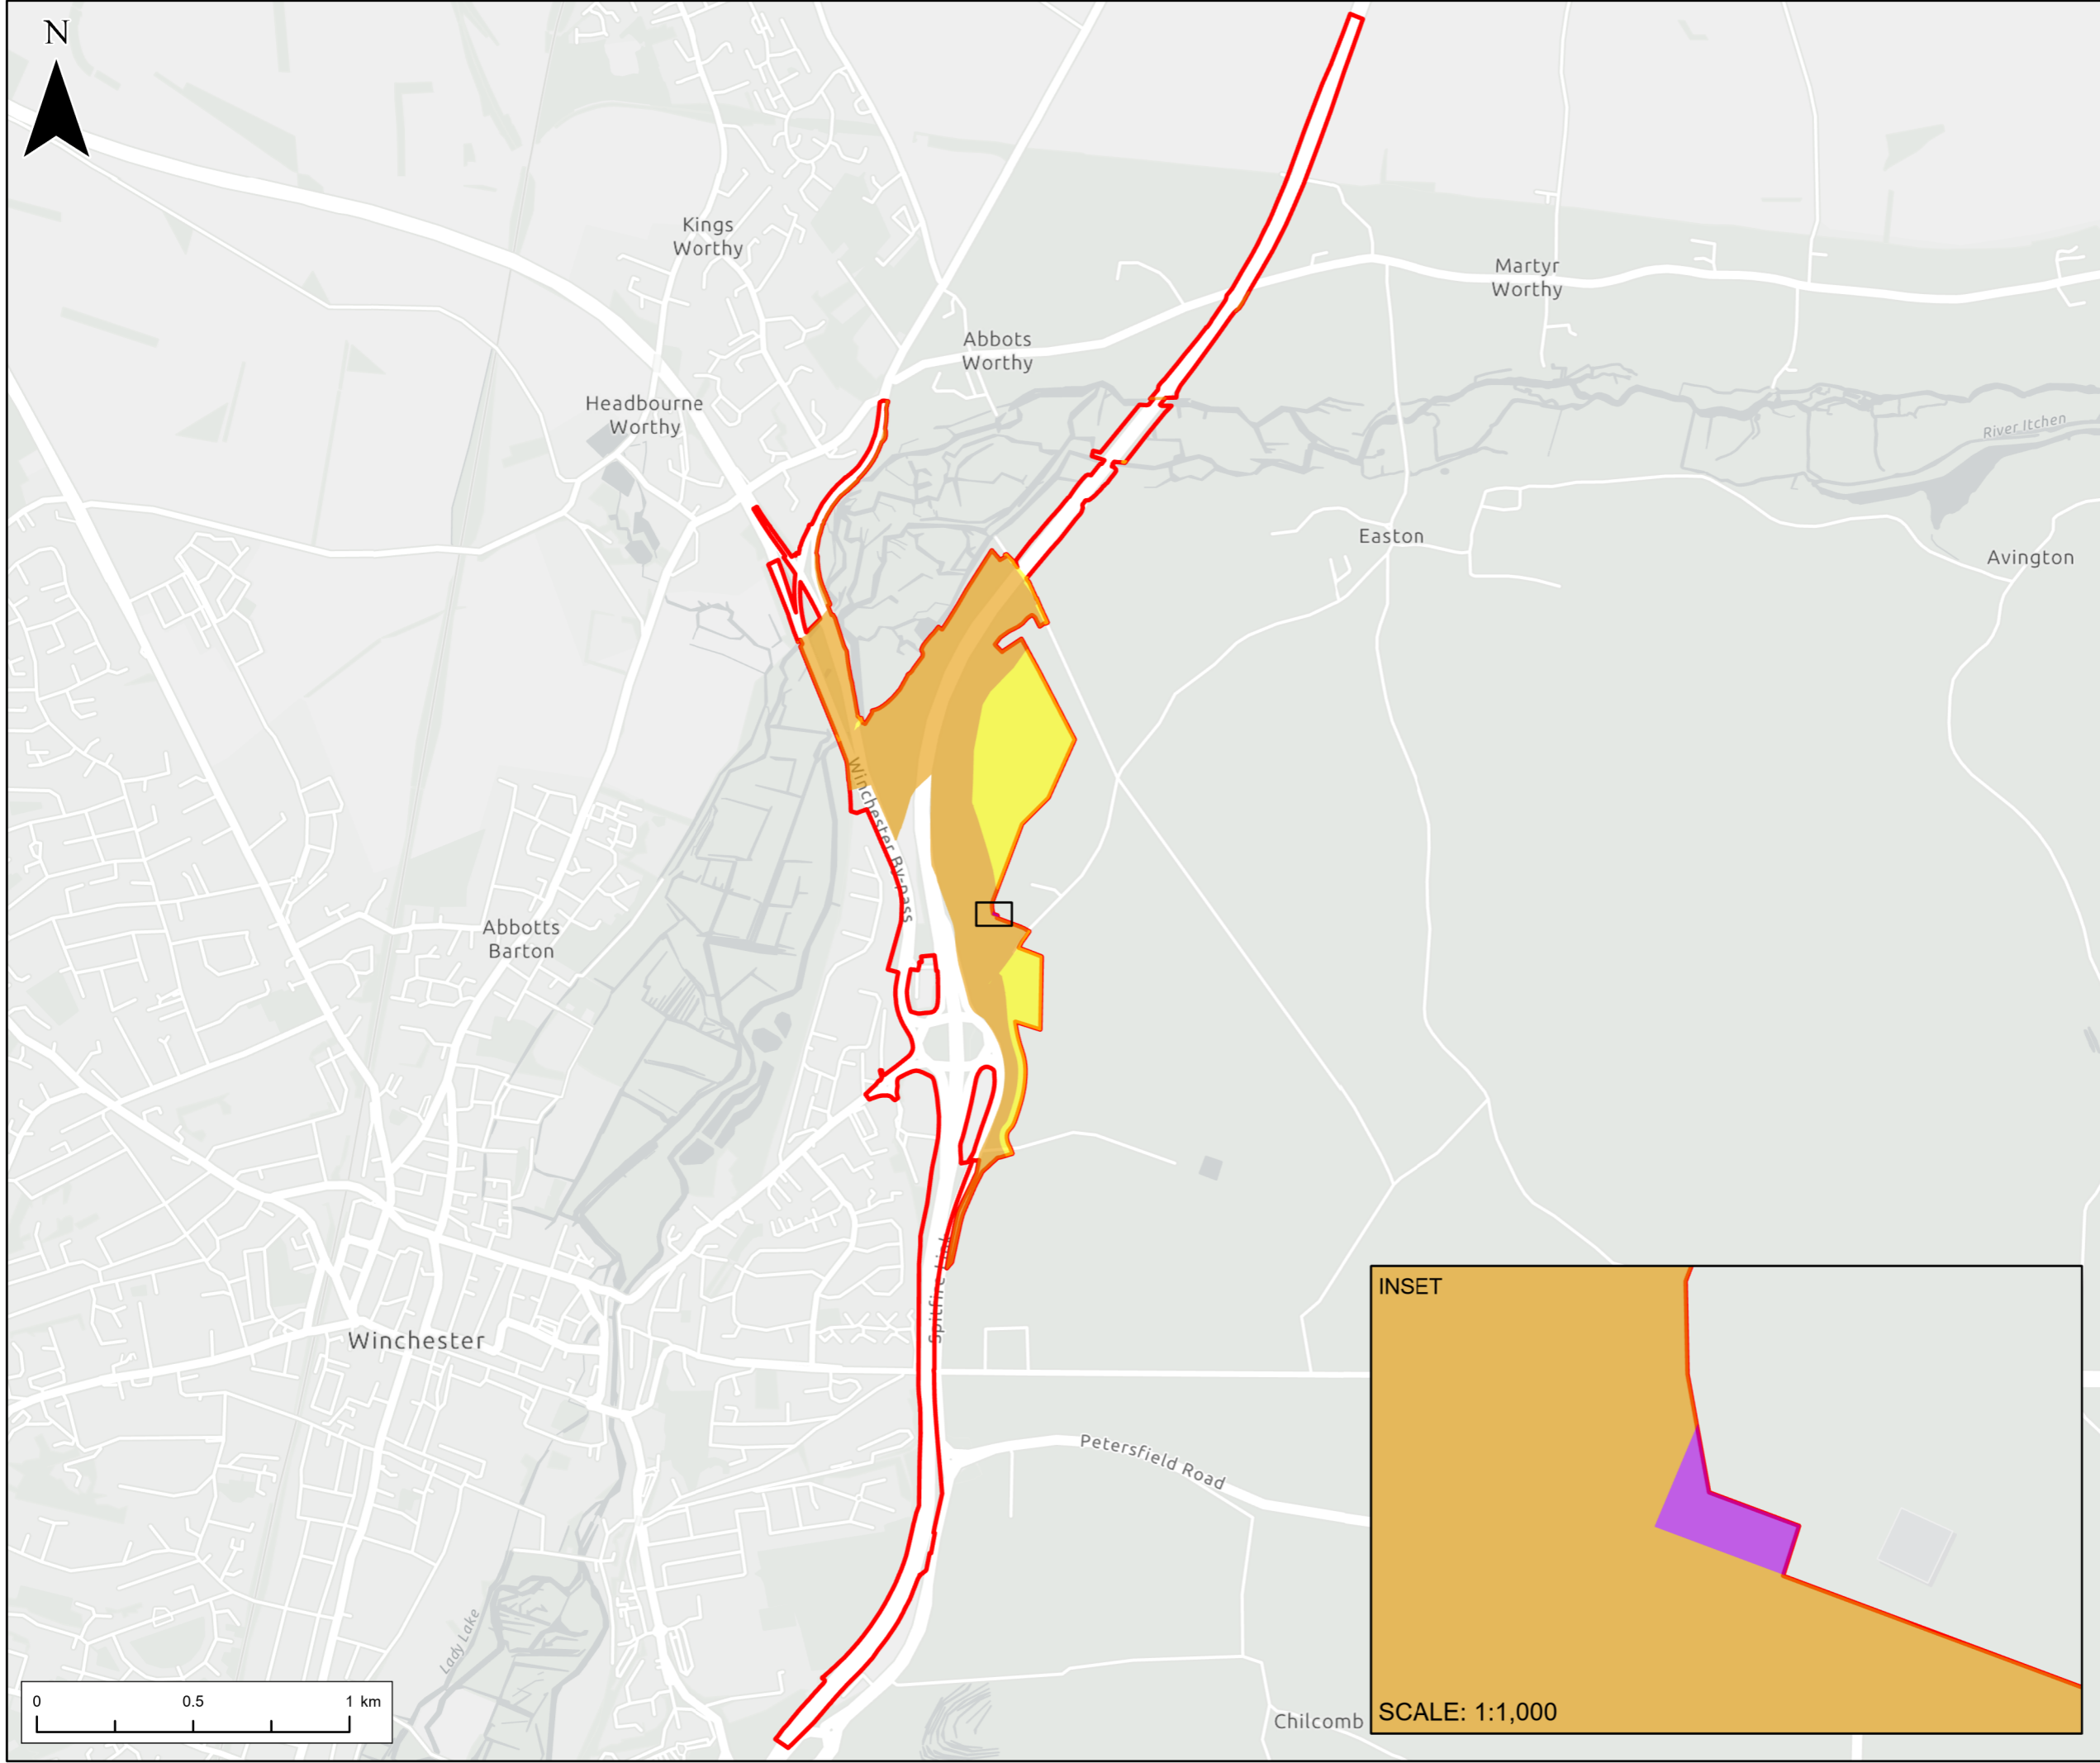 N
Kings
Worthy
Martyr
Worthy
Abbots
Worthy
Headbourne
Worthy
River Itchen
Easton
Avington
Winchester By-pass
Abbotts
Barton
Spitfire Link
Winchester
Petersfield Road
Lady Lake
Chilcomb
INSET
SCALE: 1:1,000
0 0.5 1 km